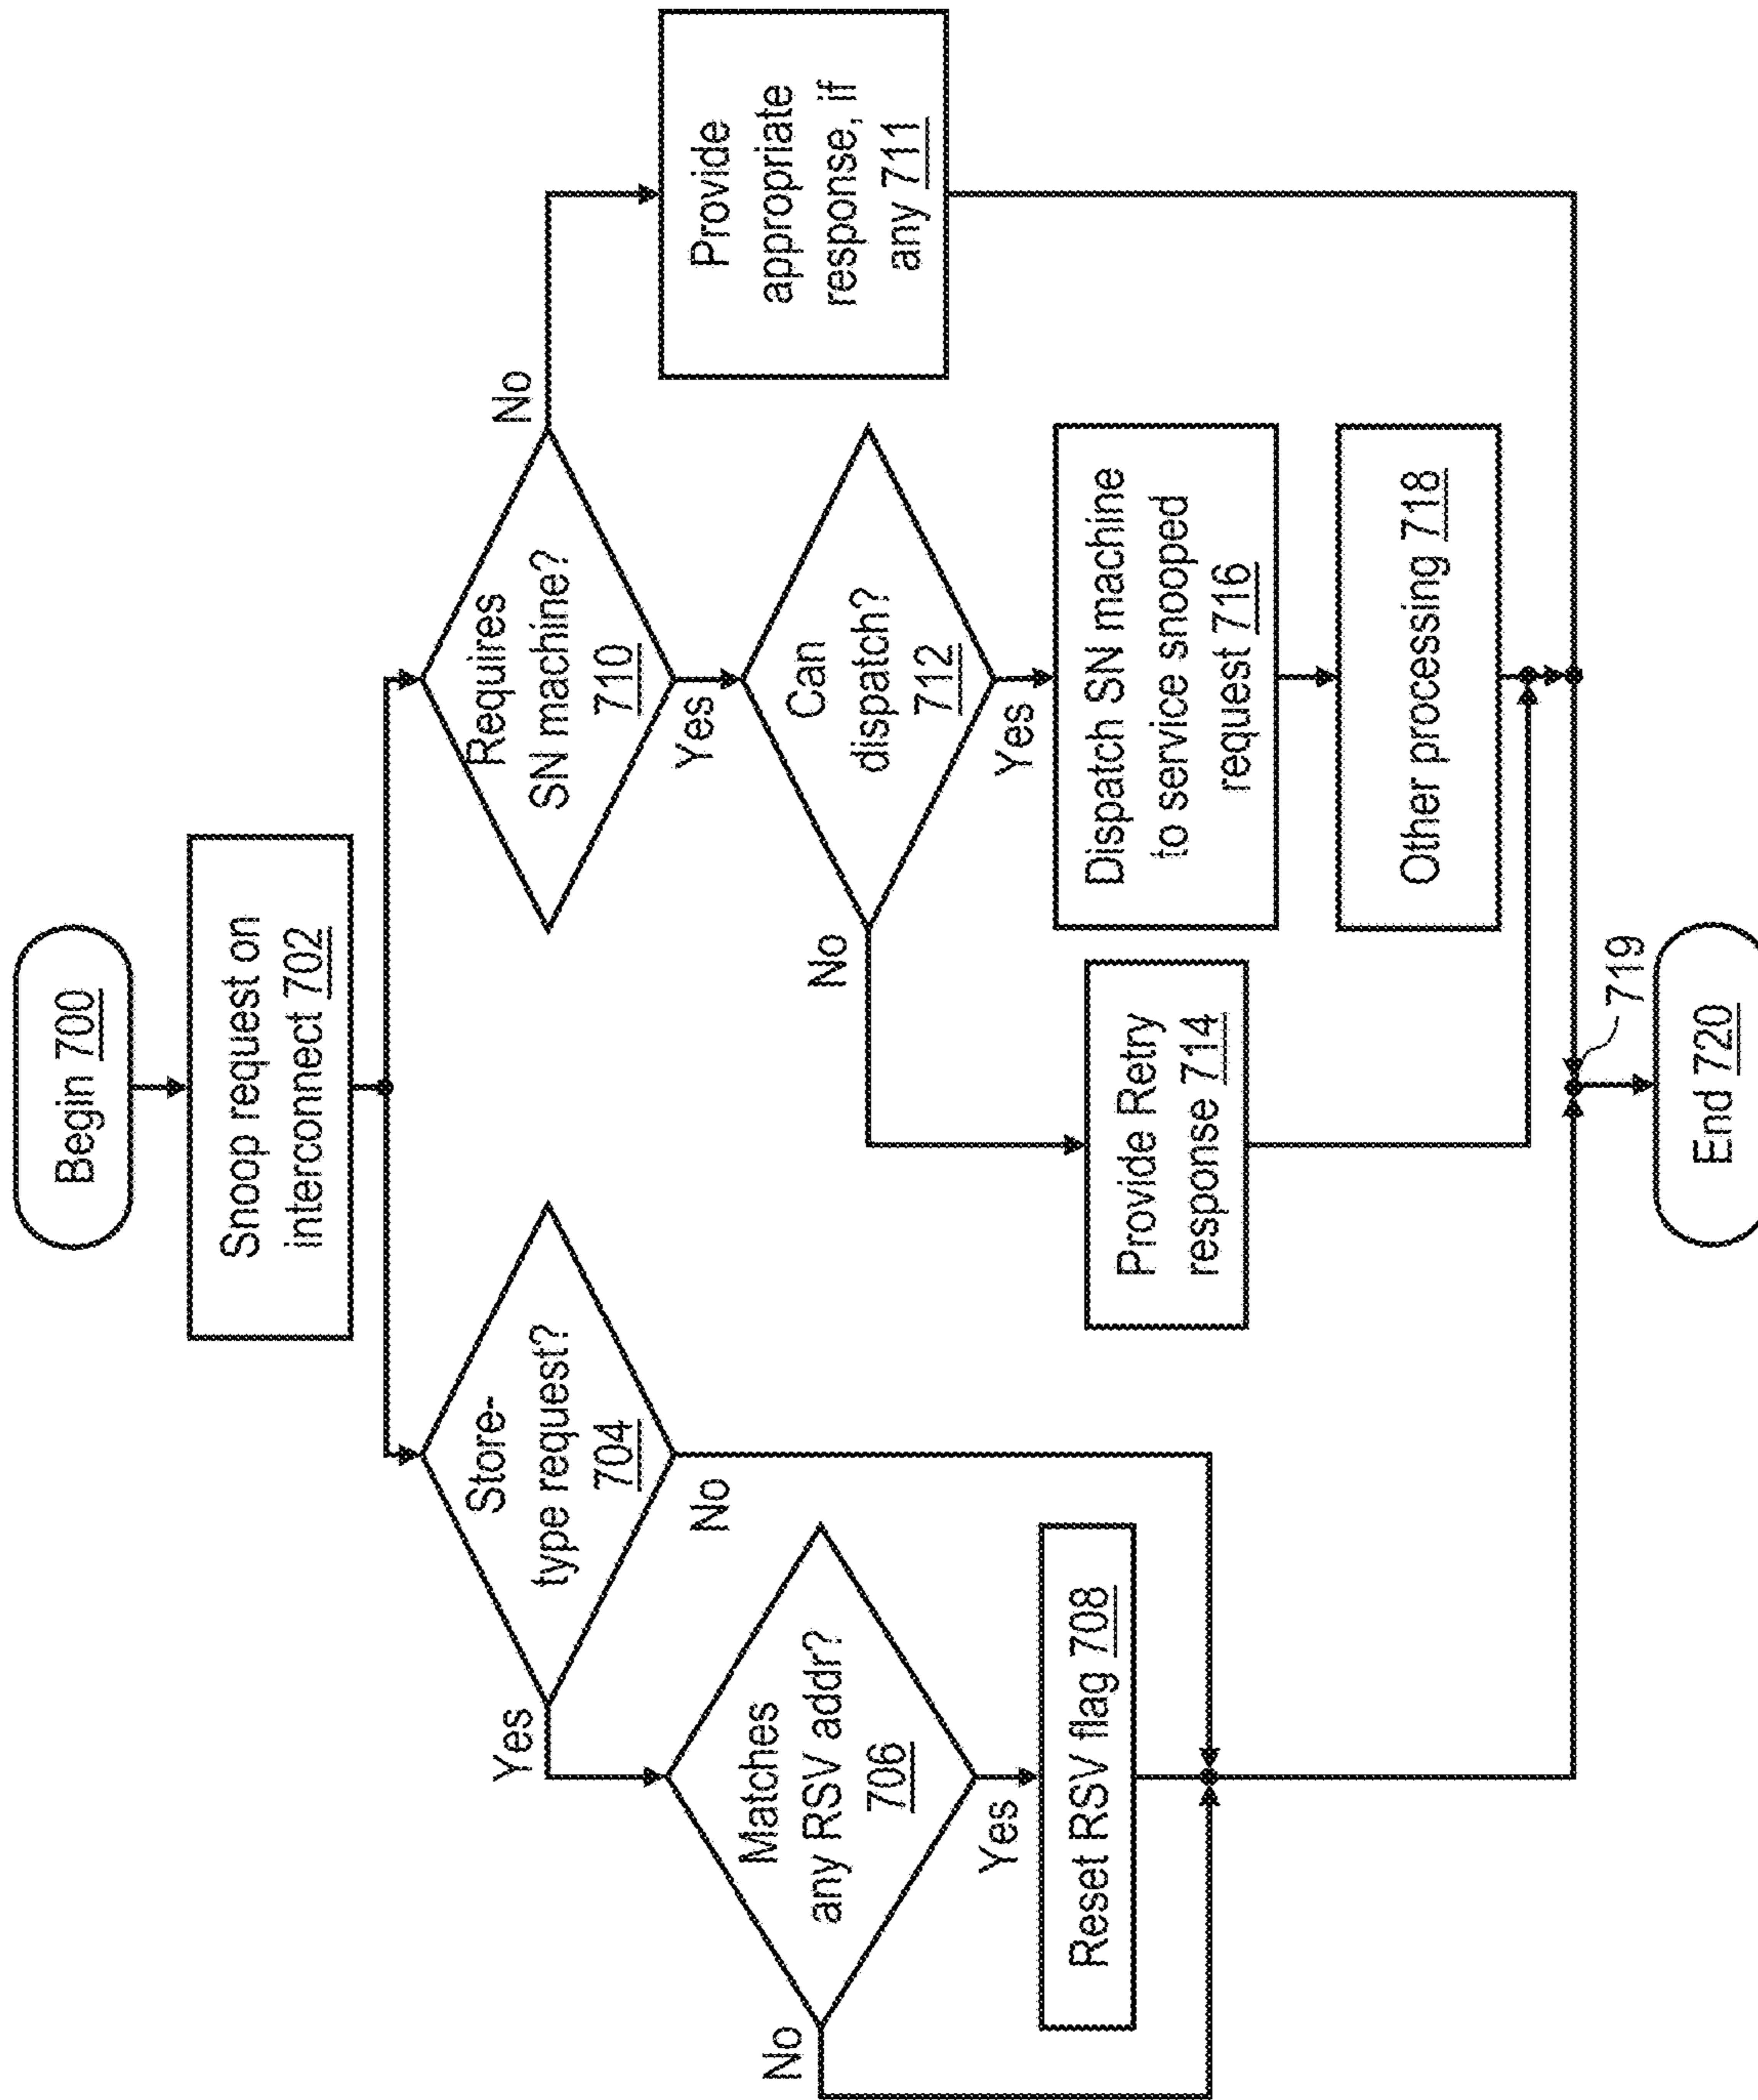 Begin 700
Snoop request on
interconnect 702
Store-
type request?
704
Yes
No
Matches
any RSV addr?
706
No
Yes
Reset RSV flag 708
Requires
SN machine?
710
No
Yes
Provide
appropriate
response, if
any 711
Can
dispatch?
712
No
Yes
Provide Retry
response 714
Dispatch SN machine
to service snooped
request 716
Other processing 718
719
End 720